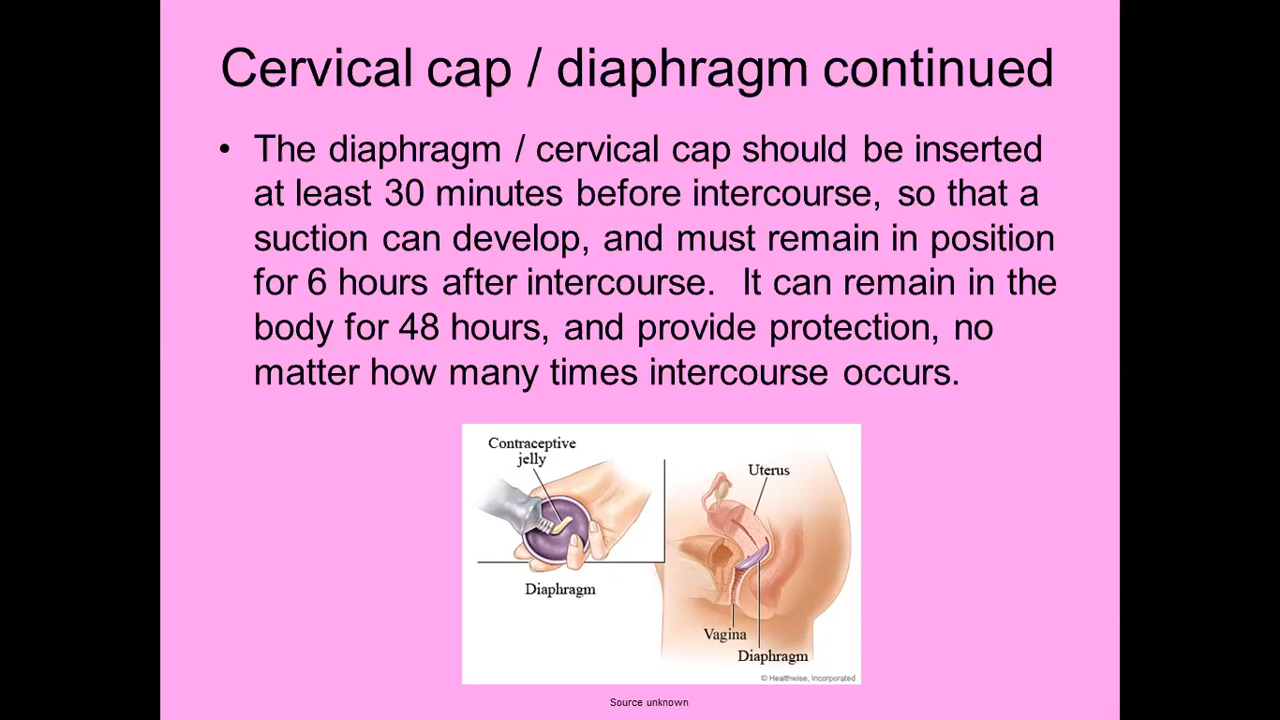 Cervical cap / diaphragm continued
• The diaphragm / cervical cap should be inserted
at least 30 minutes before intercourse, so that a
suction can develop, and must remain in position
for 6 hours after intercourse. It can remain in the
body for 48 hours, and provide protection, no
matter how many times intercourse occurs.
Contraceptive
jelly
Diaphragm
Uterus
Vagina
Diaphragm
© Healthwise, Incorporated
Source unknown